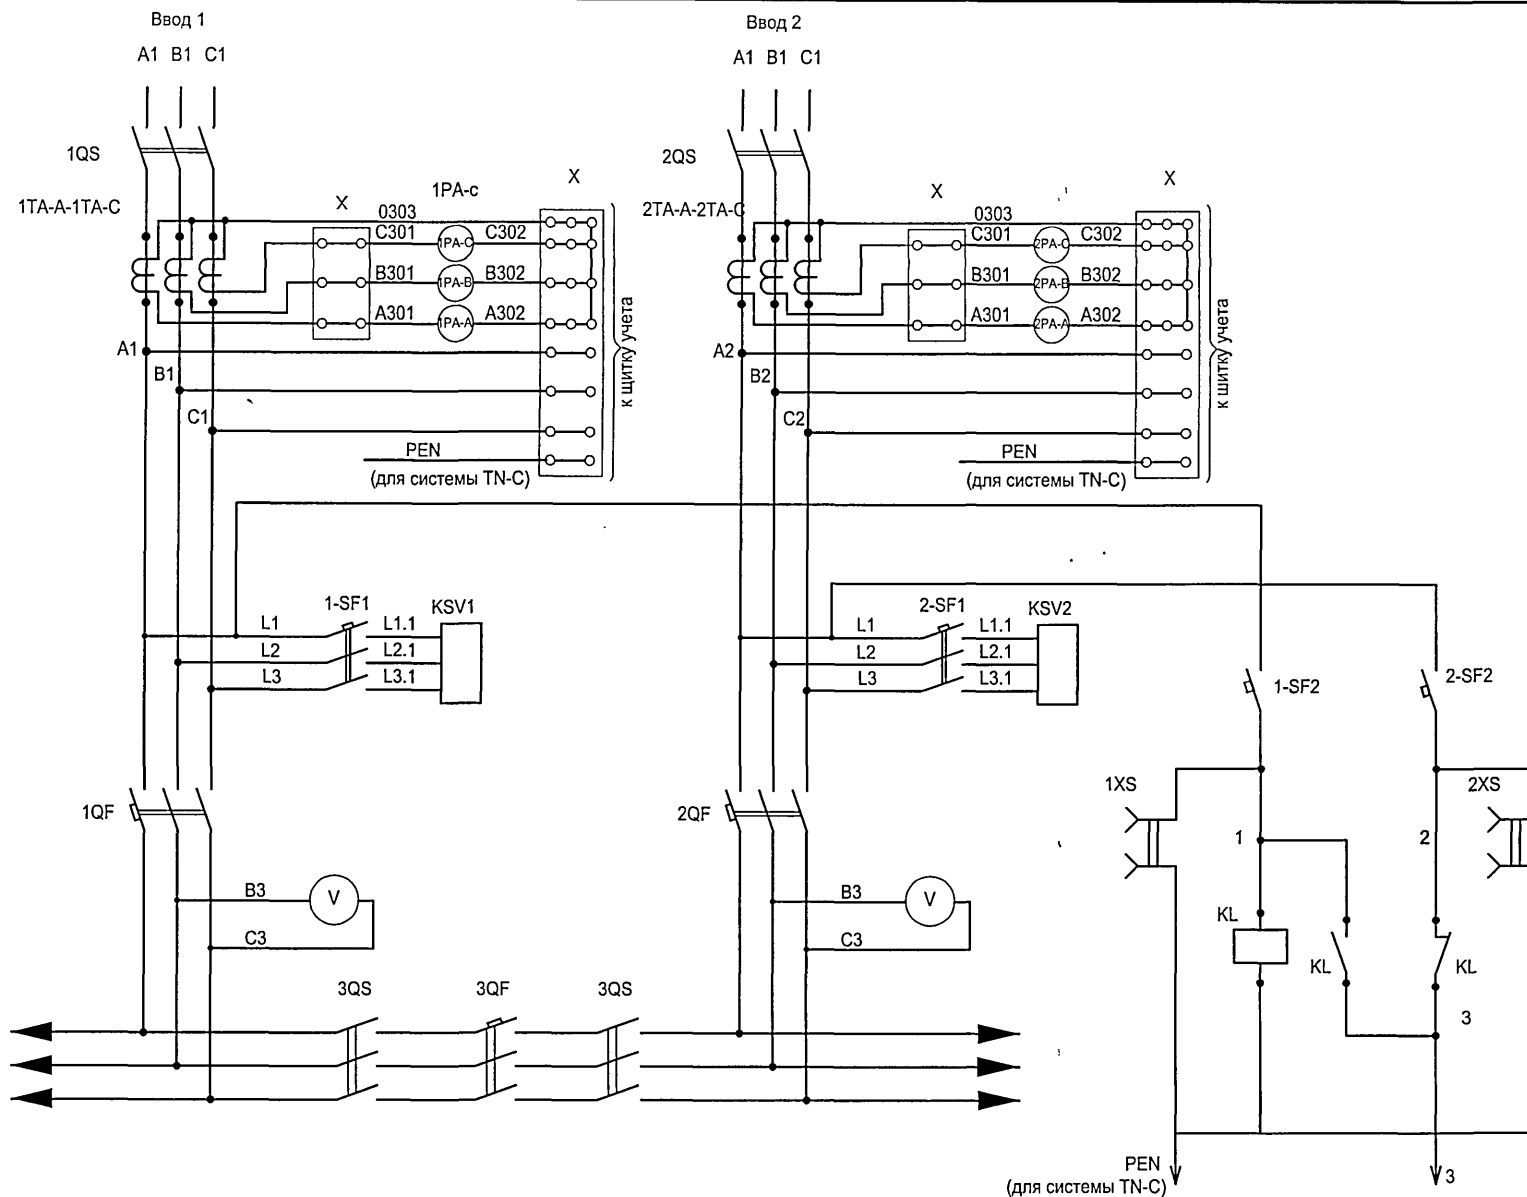 Ввод 1
A1 B1 C1
1QS
1TA-A-1TA-C
X
1PA-c
X
0303
C301
1PA-C
C302
B301
1PA-B
B302
A301
1PA-A
A302
A1
B1
C1
PEN
(для системы TN-C)
к щитку учета
Ввод 2
A1 B1 C1
2QS
2TA-A-2TA-C
X
X
0303
C301
2PA-C
C302
B301
2PA-B
B302
A301
2PA-A
A302
A2
B2
C2
PEN
(для системы TN-C)
к шитку учета
1-SF1
KSV1
L1
L1.1
L2
L2.1
L3
L3.1
2-SF1
KSV2
L1
L1.1
L2
L2.1
L3
L3.1
1-SF2
2-SF2
1QF
2QF
1XS
2XS
1
2
B3
V
C3
B3
V
C3
KL
KL
KL
3QS
3QF
3QS
3
PEN
(для системы TN-C)
3